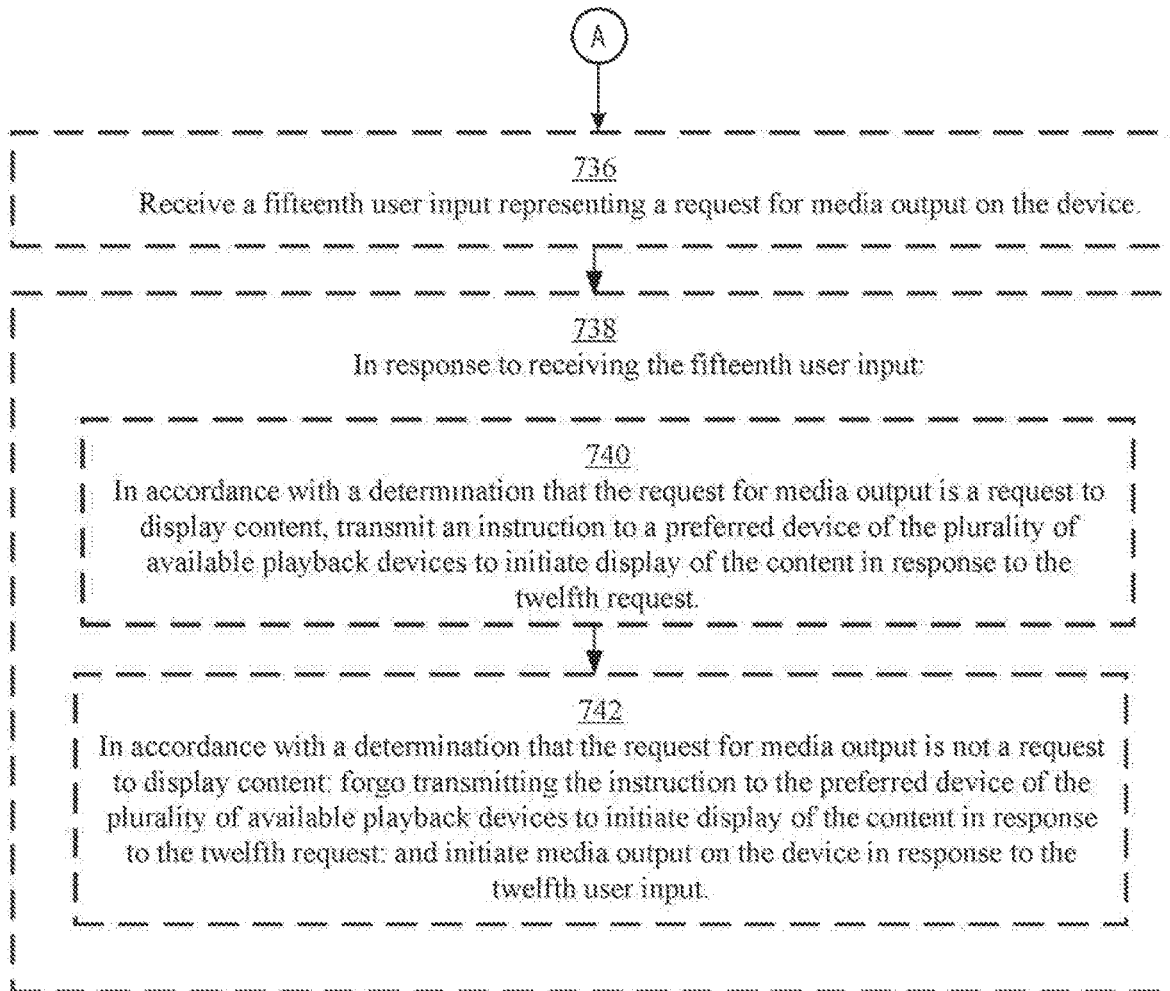 A
736
Receive a fifteenth user input representing a request for media output on the device.
738
In response to receiving the fifteenth user input:
740
In accordance with a determination that the request for media output is a request to
display content, transmit an instruction to a preferred device of the plurality of
available playback devices to initiate display of the content in response to the
twelfth request.
742
In accordance with a determination that the request for media output is not a request
to display content: forgo transmitting the instruction to the preferred device of the
plurality of available playback devices to initiate display of the content in response
to the twelfth request: and initiate media output on the device in response to the
twelfth user input.